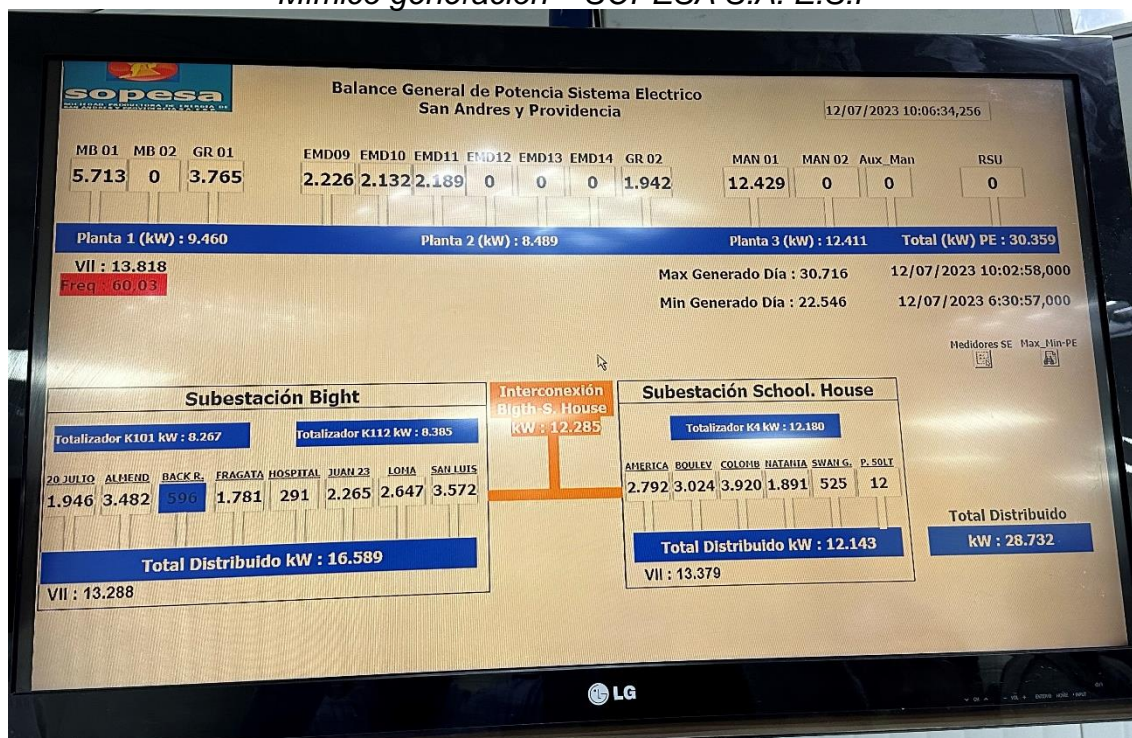 Mímico generación – SOPESA S.A. E.S.P
sopesa
Balance General de Potencia Sistema Electrico
San Andres y Providencia
12/07/2023 10:06:34,256
MB 01 MB 02 GR 01 EMD09 EMD10 EMD11 EMD12 EMD13 EMD14 GR 02 MAN 01 MAN 02 Aux_Man RSU
5.713 0 3.765 2.226 2.132 2.189 0 0 0 1.942 12.429 0 0 0
Planta 1 (kW) : 9.460 Planta 2 (kW) : 8.489 Planta 3 (kW) : 12.411 Total (kW) PE : 30.359
Vll : 13.818
Freq : 60,03
Max Generado Día : 30.716 12/07/2023 10:02:58,000
Min Generado Día : 22.546 12/07/2023 6:30:57,000
Medidores SE Max_Min-PE
Subestación Bight
Totalizador K101 kW : 8.267 Totalizador K112 kW : 8.385
20 JULIO ALMEND BACK R. FRAGATA HOSPITAL JUAN 23 LOMA SAN LUIS
1.946 3.482 596 1.781 291 2.265 2.647 3.572
Total Distribuido kW : 16.589
Vll : 13.288
Interconexión
Bigth-S. House
kW : 12.285
Subestación School. House
Totalizador K4 kW : 12.180
AMERICA BOULEV COLOMB NATANIA SWAN G. P. SOLT
2.792 3.024 3.920 1.891 525 12
Total Distribuido kW : 12.143
Vll : 13.379
Total Distribuido
kW : 28.732
LG